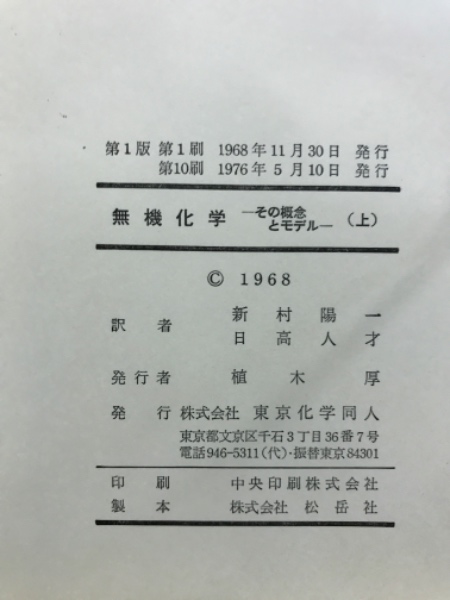 第1版 第1刷 1968年11月30日 発行
第10刷 1976年5月10日 発行
無機化学 ―その概念とモデル― (上)
© 1968
訳者 新村陽一
日高人才
発行者 植木厚
発行 株式会社 東京化学同人
東京都文京区千石3丁目36番7号
電話946-5311(代)・振替東京84301
印刷 中央印刷株式会社
製本 株式会社 松岳社